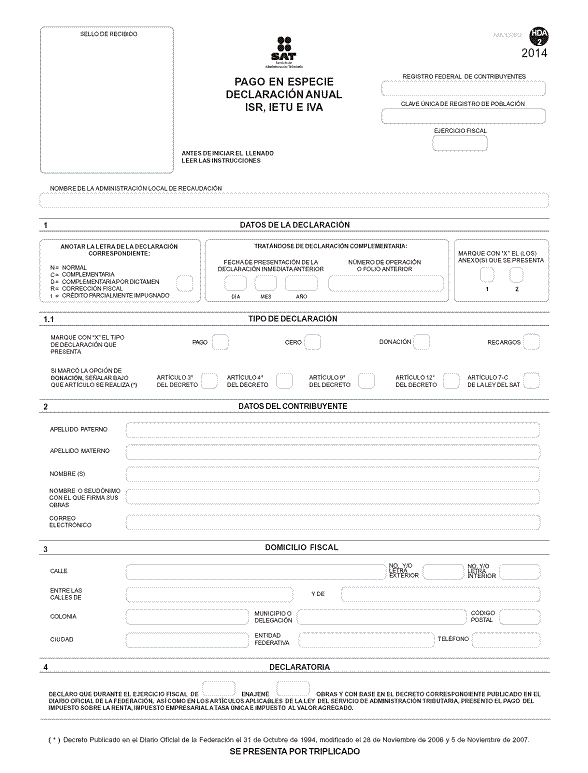 SELLO DE RECIBIDO
SAT
Servicio de
Administración Tributaria
HDA
2
2014
PAGO EN ESPECIE
DECLARACIÓN ANUAL
ISR, IETU E IVA
REGISTRO FEDERAL DE CONTRIBUYENTES
CLAVE ÚNICA DE REGISTRO DE POBLACIÓN
EJERCICIO FISCAL
ANTES DE INICIAR EL LLENADO
LEER LAS INSTRUCCIONES
NOMBRE DE LA ADMINISTRACIÓN LOCAL DE RECAUDACIÓN
1 DATOS DE LA DECLARACIÓN
ANOTAR LA LETRA DE LA DECLARACIÓN
CORRESPONDIENTE:
N = NORMAL
C = COMPLEMENTARIA
D = COMPLEMENTARIA POR DICTAMEN
R = CORRECCIÓN FISCAL
I = CRÉDITO PARCIALMENTE IMPUGNADO
TRATÁNDOSE DE DECLARACIÓN COMPLEMENTARIA:
FECHA DE PRESENTACIÓN DE LA
DECLARACIÓN INMEDIATA ANTERIOR
DÍA MES AÑO
NÚMERO DE OPERACIÓN
O FOLIO ANTERIOR
MARQUE CON "X" EL (LOS)
ANEXO(S) QUE SE PRESENTA
1 2
1.1 TIPO DE DECLARACIÓN
MARQUE CON "X" EL TIPO
DE DECLARACIÓN QUE
PRESENTA
PAGO CERO DONACIÓN RECARGOS
SI MARCÓ LA OPCIÓN DE
DONACIÓN, SEÑALAR BAJO
QUE ARTÍCULO SE REALIZA (*)
ARTÍCULO 3°
DEL DECRETO
ARTÍCULO 4°
DEL DECRETO
ARTÍCULO 9°
DEL DECRETO
ARTÍCULO 12°
DEL DECRETO
ARTÍCULO 7-C
DE LA LEY DEL SAT
2 DATOS DEL CONTRIBUYENTE
APELLIDO PATERNO
APELLIDO MATERNO
NOMBRE (S)
NOMBRE O SEUDÓNIMO
CON EL QUE FIRMA SUS
OBRAS
CORREO
ELECTRÓNICO
3 DOMICILIO FISCAL
CALLE
NO. Y/O
LETRA
EXTERIOR
NO. Y/O
LETRA
INTERIOR
ENTRE LAS
CALLES DE
Y DE
COLONIA
MUNICIPIO O
DELEGACIÓN
CÓDIGO
POSTAL
CIUDAD
ENTIDAD
FEDERATIVA
TELÉFONO
4 DECLARATORIA
DECLARO QUE DURANTE EL EJERCICIO FISCAL DE ENAJENE OBRAS Y CON BASE EN EL DECRETO CORRESPONDIENTE PUBLICADO EN EL
DIARIO OFICIAL DE LA FEDERACIÓN, ASÍ COMO EN LOS ARTÍCULOS APLICABLES DE LA LEY DEL SERVICIO DE ADMINISTRACIÓN TRIBUTARIA, PRESENTO EL PAGO DEL
IMPUESTO SOBRE LA RENTA, IMPUESTO EMPRESARIAL A TASA UNICA E IMPUESTO AL VALOR AGREGADO.
( * ) Decreto Publicado en el Diario Oficial de la Federación el 31 de Octubre de 1994, modificado el 28 de Noviembre de 2006 y 5 de Noviembre de 2007.
SE PRESENTA POR TRIPLICADO